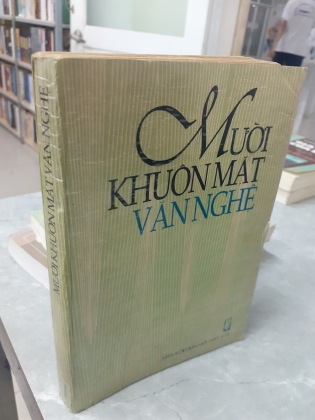 MƯỜI KHUÔN MẶT VĂN NGHỆ
MƯỜI
KHUÔN MẶT
VĂN NGHỆ